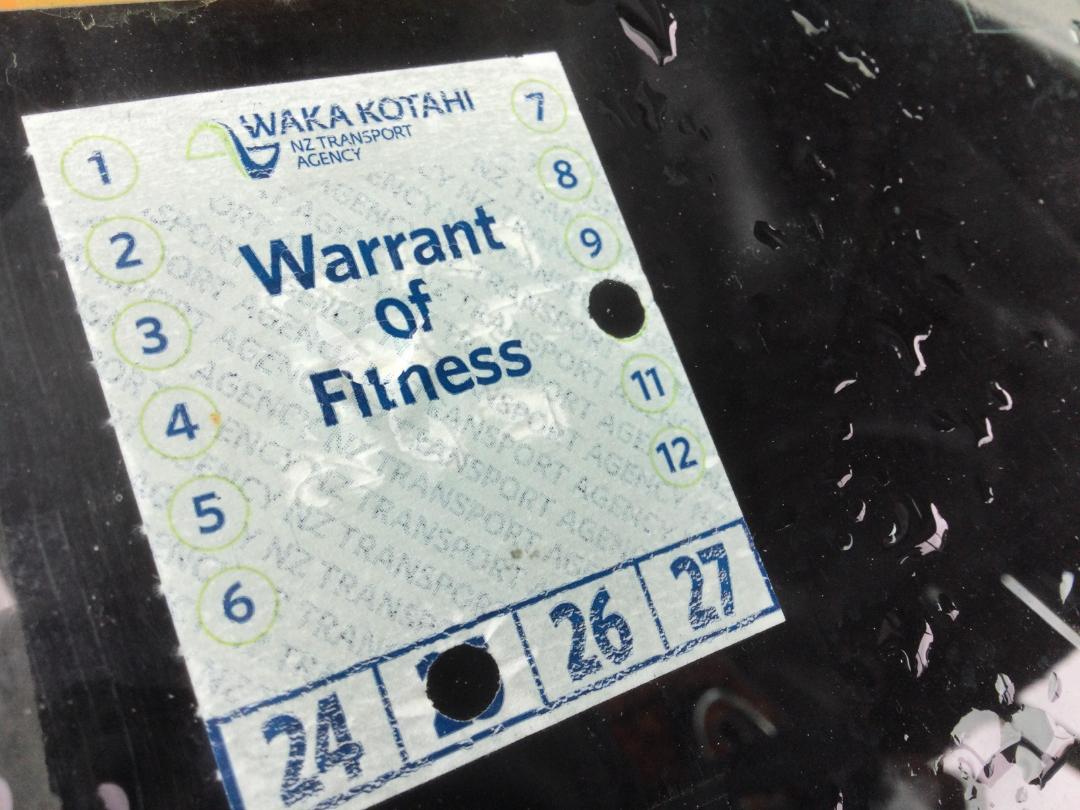 WAKA KOTAHI
NZ TRANSPORT
AGENCY
Warrant
of
Fitness
1
2
3
4
5
6
7
8
9
11
12
24
26
27